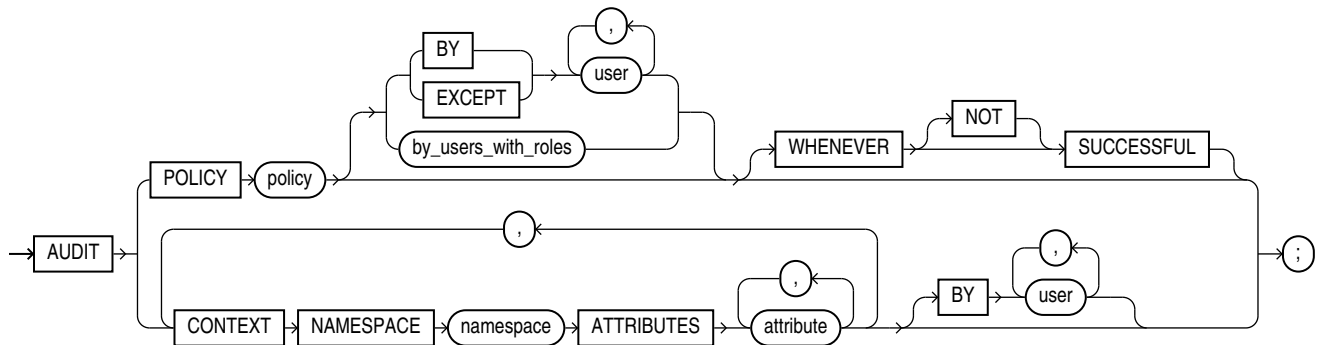 ,
BY
user
EXCEPT
NOT
by_users_with_roles
WHENEVER
SUCCESSFUL
POLICY policy
,
AUDIT
,
;
,
BY
user
CONTEXT NAMESPACE namespace ATTRIBUTES attribute